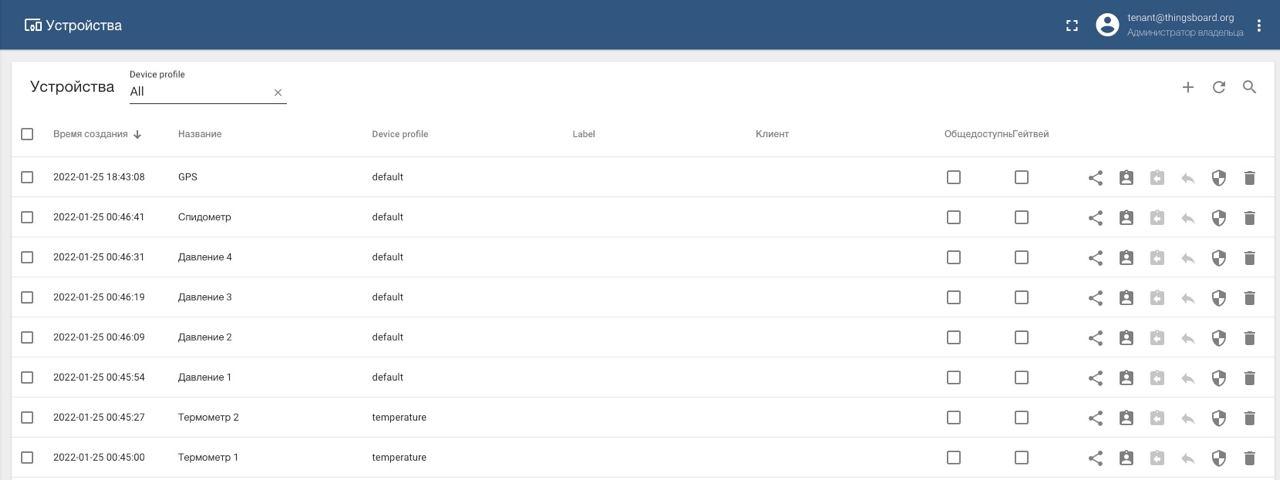 Устройства
tenant@thingsboard.org
Администратор владельца
Устройства
Device profile
All
Время создания Название Device profile Label Клиент ОбщедоступныГейтвей
2022-01-25 18:43:08 GPS default
2022-01-25 00:46:41 Спидометр default
2022-01-25 00:46:31 Давление 4 default
2022-01-25 00:46:19 Давление 3 default
2022-01-25 00:46:09 Давление 2 default
2022-01-25 00:45:54 Давление 1 default
2022-01-25 00:45:27 Термометр 2 temperature
2022-01-25 00:45:00 Термометр 1 temperature